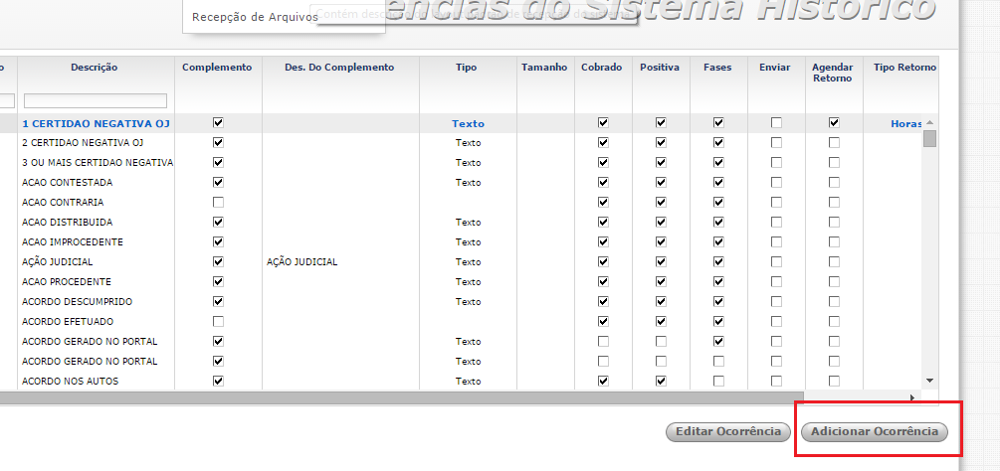 ências do Sistema Histórico
Recepção de Arquivos
o Descrição Complemento Des. Do Complemento Tipo Tamanho Cobrado Positiva Fases Enviar Agendar Retorno Tipo Retorno
1 CERTIDAO NEGATIVA OJ Texto Horas
2 CERTIDAO NEGATIVA OJ Texto
3 OU MAIS CERTIDAO NEGATIVA Texto
ACAO CONTESTADA Texto
ACAO CONTRARIA
ACAO DISTRIBUIDA Texto
ACAO IMPROCEDENTE Texto
AÇÃO JUDICIAL AÇÃO JUDICIAL Texto
ACAO PROCEDENTE Texto
ACORDO DESCUMPRIDO Texto
ACORDO EFETUADO
ACORDO GERADO NO PORTAL Texto
ACORDO GERADO NO PORTAL Texto
ACORDO NOS AUTOS Texto
Editar Ocorrência Adicionar Ocorrência